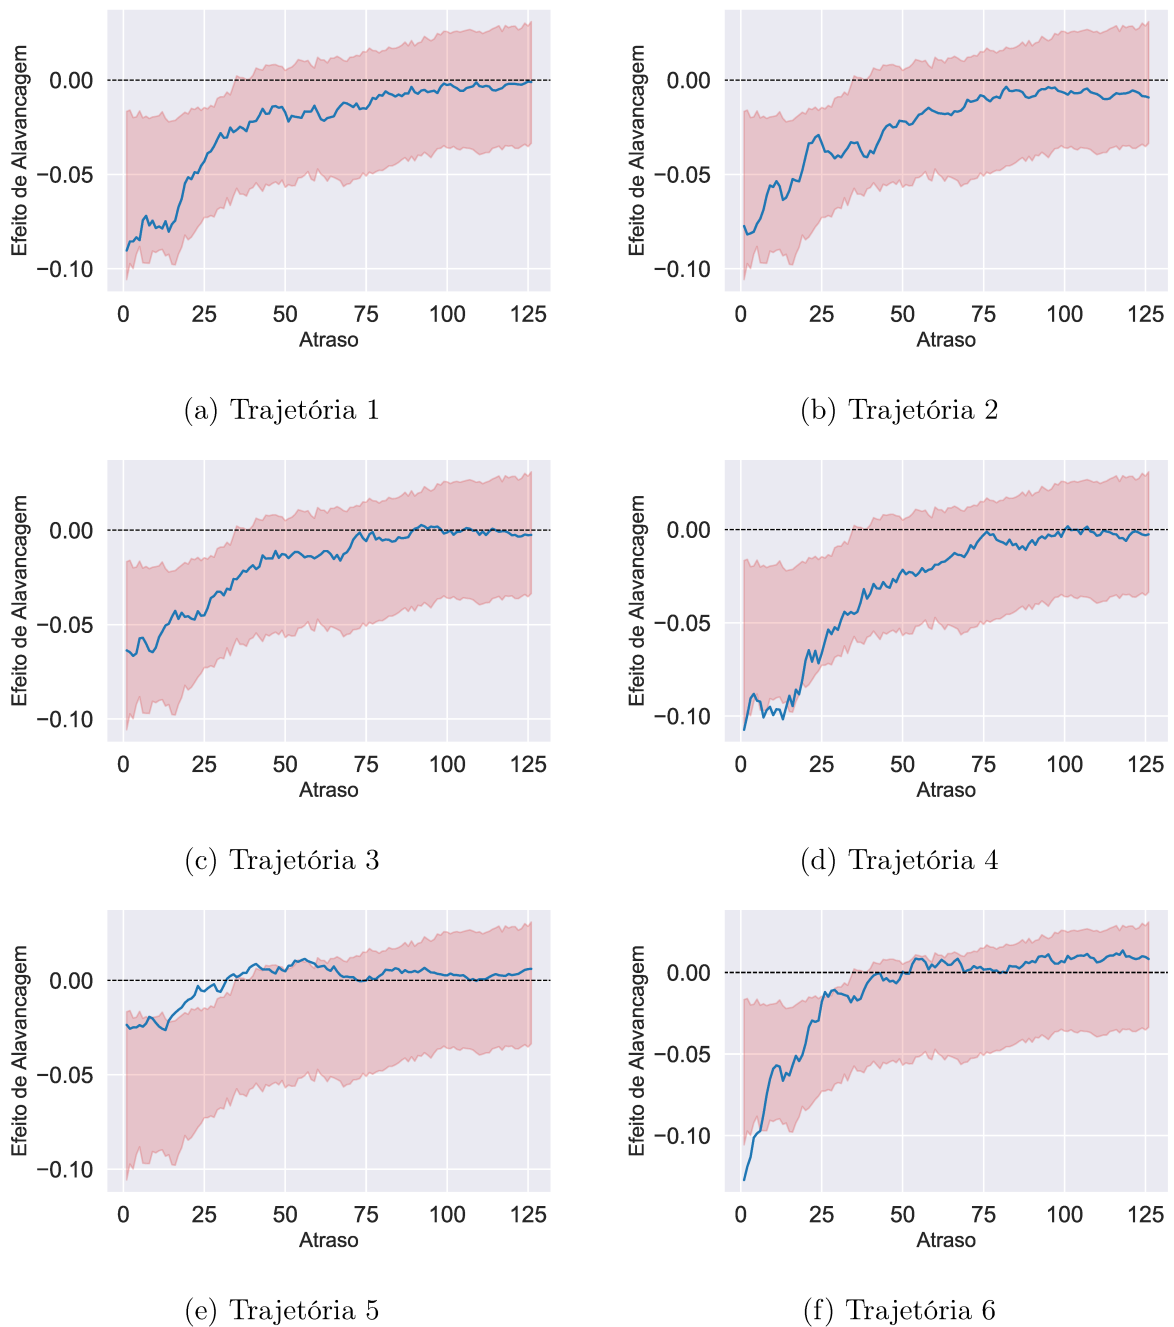 Efeito de Alavancagem
0.00
−0.05
−0.10
0 25 50 75 100 125
Atraso
(a) Trajetória 1
Efeito de Alavancagem
0.00
−0.05
−0.10
0 25 50 75 100 125
Atraso
(b) Trajetória 2
Efeito de Alavancagem
0.00
−0.05
−0.10
0 25 50 75 100 125
Atraso
(c) Trajetória 3
Efeito de Alavancagem
0.00
−0.05
−0.10
0 25 50 75 100 125
Atraso
(d) Trajetória 4
Efeito de Alavancagem
0.00
−0.05
−0.10
0 25 50 75 100 125
Atraso
(e) Trajetória 5
Efeito de Alavancagem
0.00
−0.05
−0.10
0 25 50 75 100 125
Atraso
(f) Trajetória 6